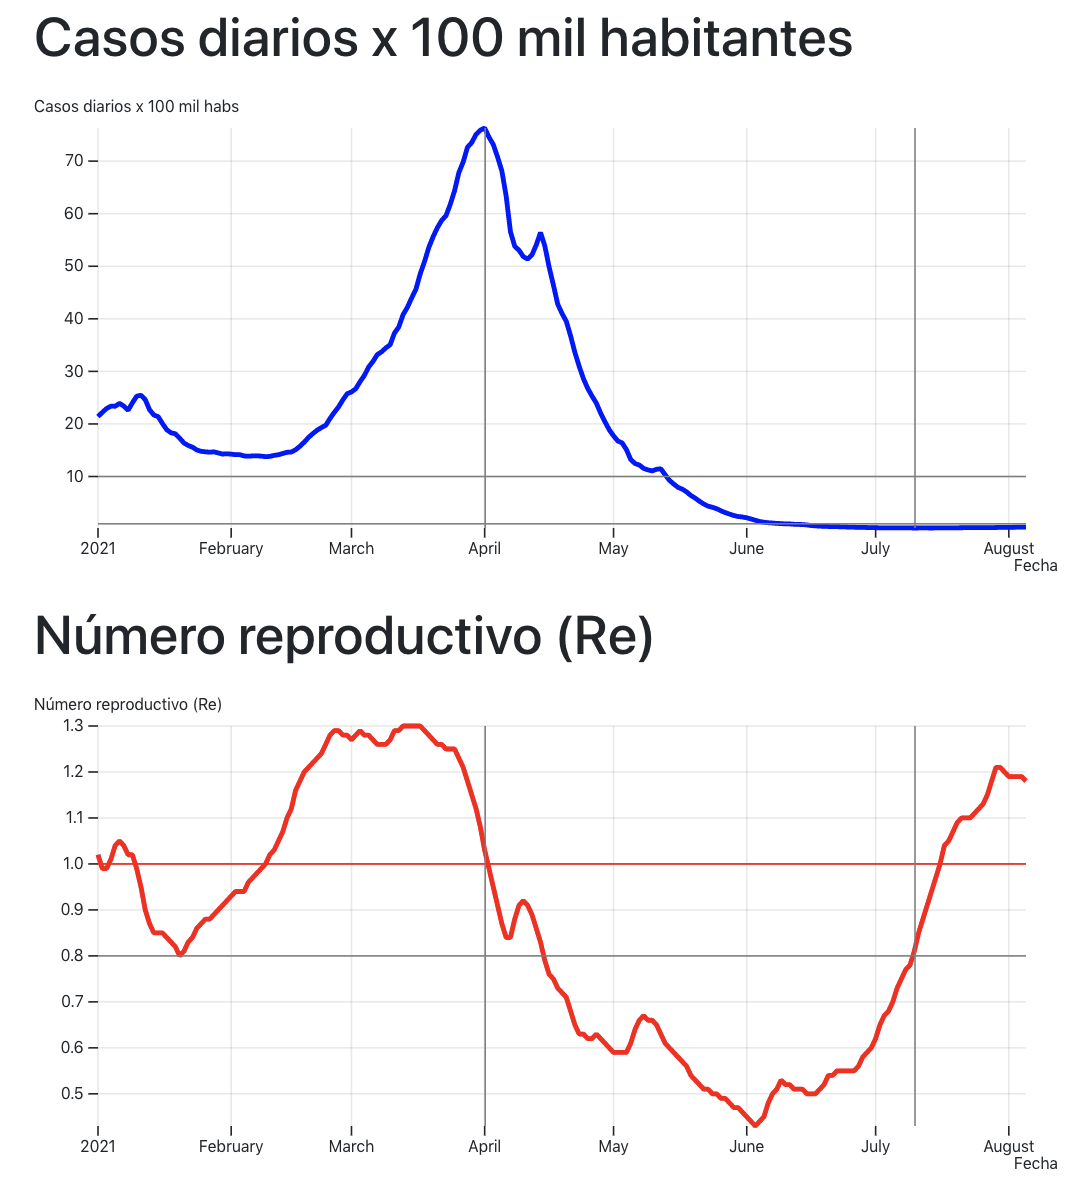 Casos diarios x 100 mil habitantes
Casos diarios x 100 mil habs
70
60
50
40
30
20
10
2021 February March April May June July August
Fecha
Número reproductivo (Re)
Número reproductivo (Re)
1.3
1.2
1.1
1.0
0.9
0.8
0.7
0.6
0.5
2021 February March April May June July August
Fecha